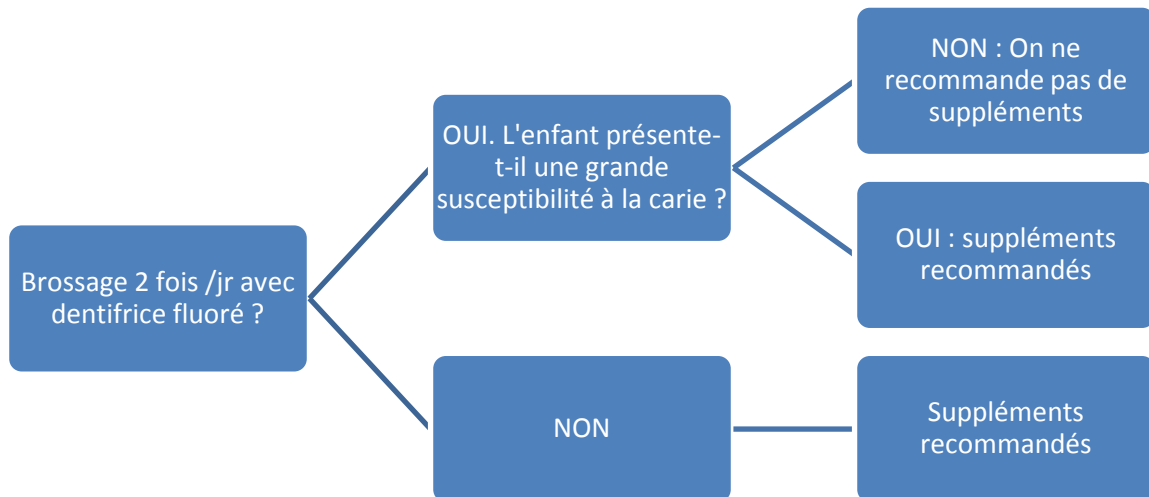 Brossage 2 fois /jr avec
dentifrice fluoré ?
OUI. L'enfant présente-
t-il une grande
susceptibilité à la carie ?
NON : On ne
recommande pas de
suppléments
OUI : suppléments
recommandés
NON
Suppléments
recommandés